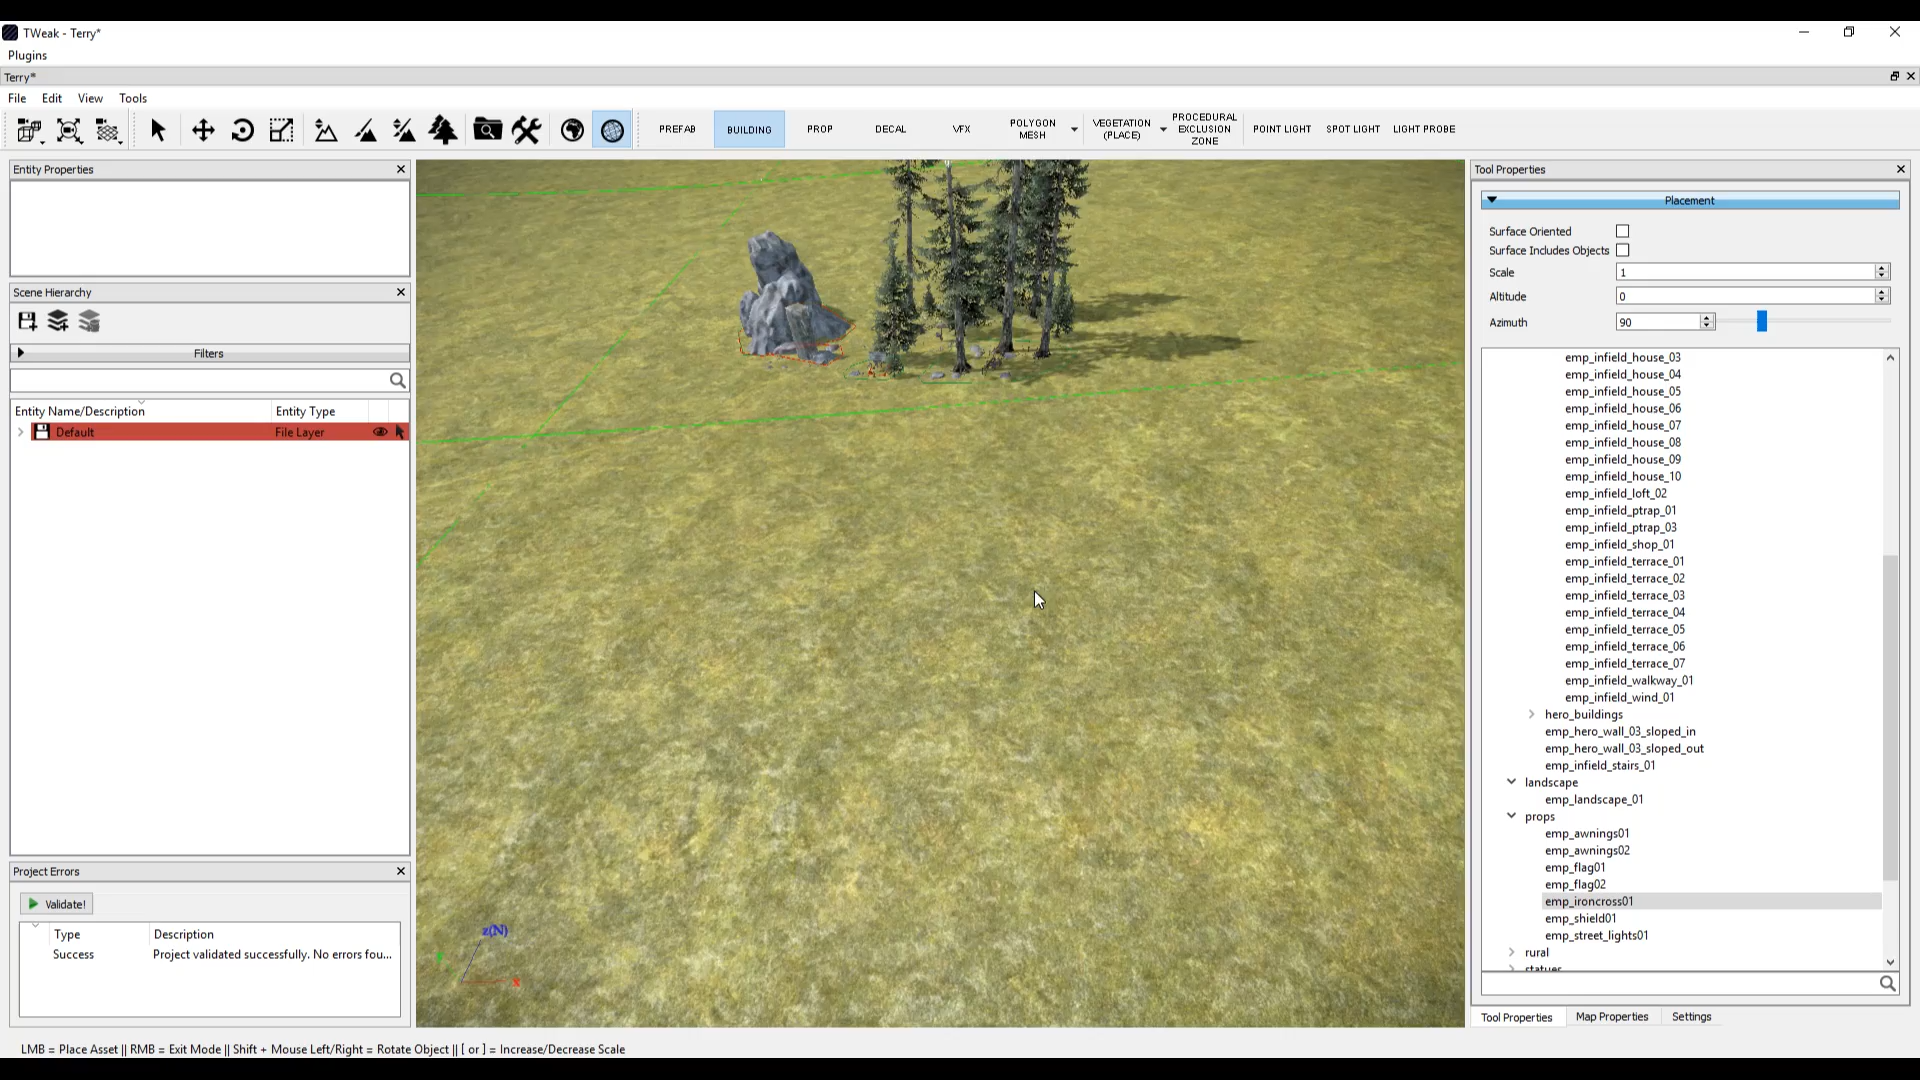 TWeak - Terry*
Plugins
Terry*
File Edit View Tools
PREFAB BUILDING PROP DECAL VFX POLYGON MESH VEGETATION (PLACE) PROCEDURAL EXCLUSION ZONE POINT LIGHT SPOT LIGHT LIGHT PROBE
Entity Properties
Scene Hierarchy
Filters
Entity Name/Description Entity Type
Default File Layer
Project Errors
Validate!
Type Description
Success Project validated successfully. No errors fou...
z(N)
x
Tool Properties
Placement
Surface Oriented
Surface Includes Objects
Scale 1
Altitude 0
Azimuth 90
emp_infield_house_03
emp_infield_house_04
emp_infield_house_05
emp_infield_house_06
emp_infield_house_07
emp_infield_house_08
emp_infield_house_09
emp_infield_house_10
emp_infield_loft_02
emp_infield_ptrap_01
emp_infield_ptrap_03
emp_infield_shop_01
emp_infield_terrace_01
emp_infield_terrace_02
emp_infield_terrace_03
emp_infield_terrace_04
emp_infield_terrace_05
emp_infield_terrace_06
emp_infield_terrace_07
emp_infield_walkway_01
emp_infield_wind_01
hero_buildings
emp_hero_wall_03_sloped_in
emp_hero_wall_03_sloped_out
emp_infield_stairs_01
landscape
emp_landscape_01
props
emp_awnings01
emp_awnings02
emp_flag01
emp_flag02
emp_ironcross01
emp_shield01
emp_street_lights01
rural
statues
Tool Properties Map Properties Settings
LMB = Place Asset || RMB = Exit Mode || Shift + Mouse Left/Right = Rotate Object || [ or ] = Increase/Decrease Scale